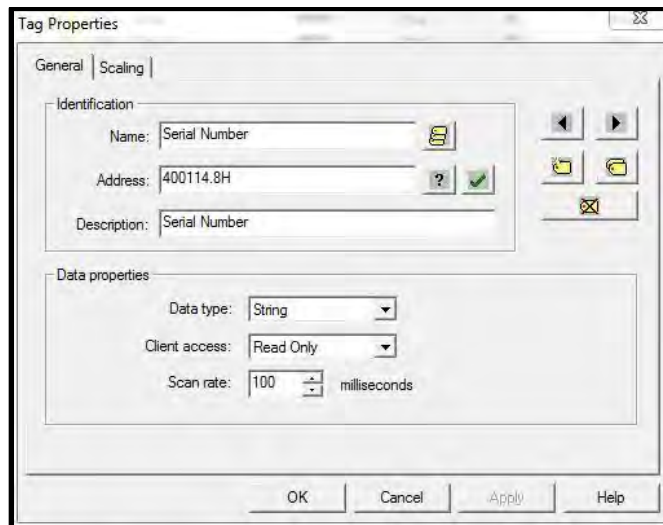 Tag Properties
General Scaling
Identification
Name: Serial Number
Address: 400114.8H ?
Description: Serial Number
Data properties
Data type: String
Client access: Read Only
Scan rate: 100 milliseconds
OK Cancel Apply Help